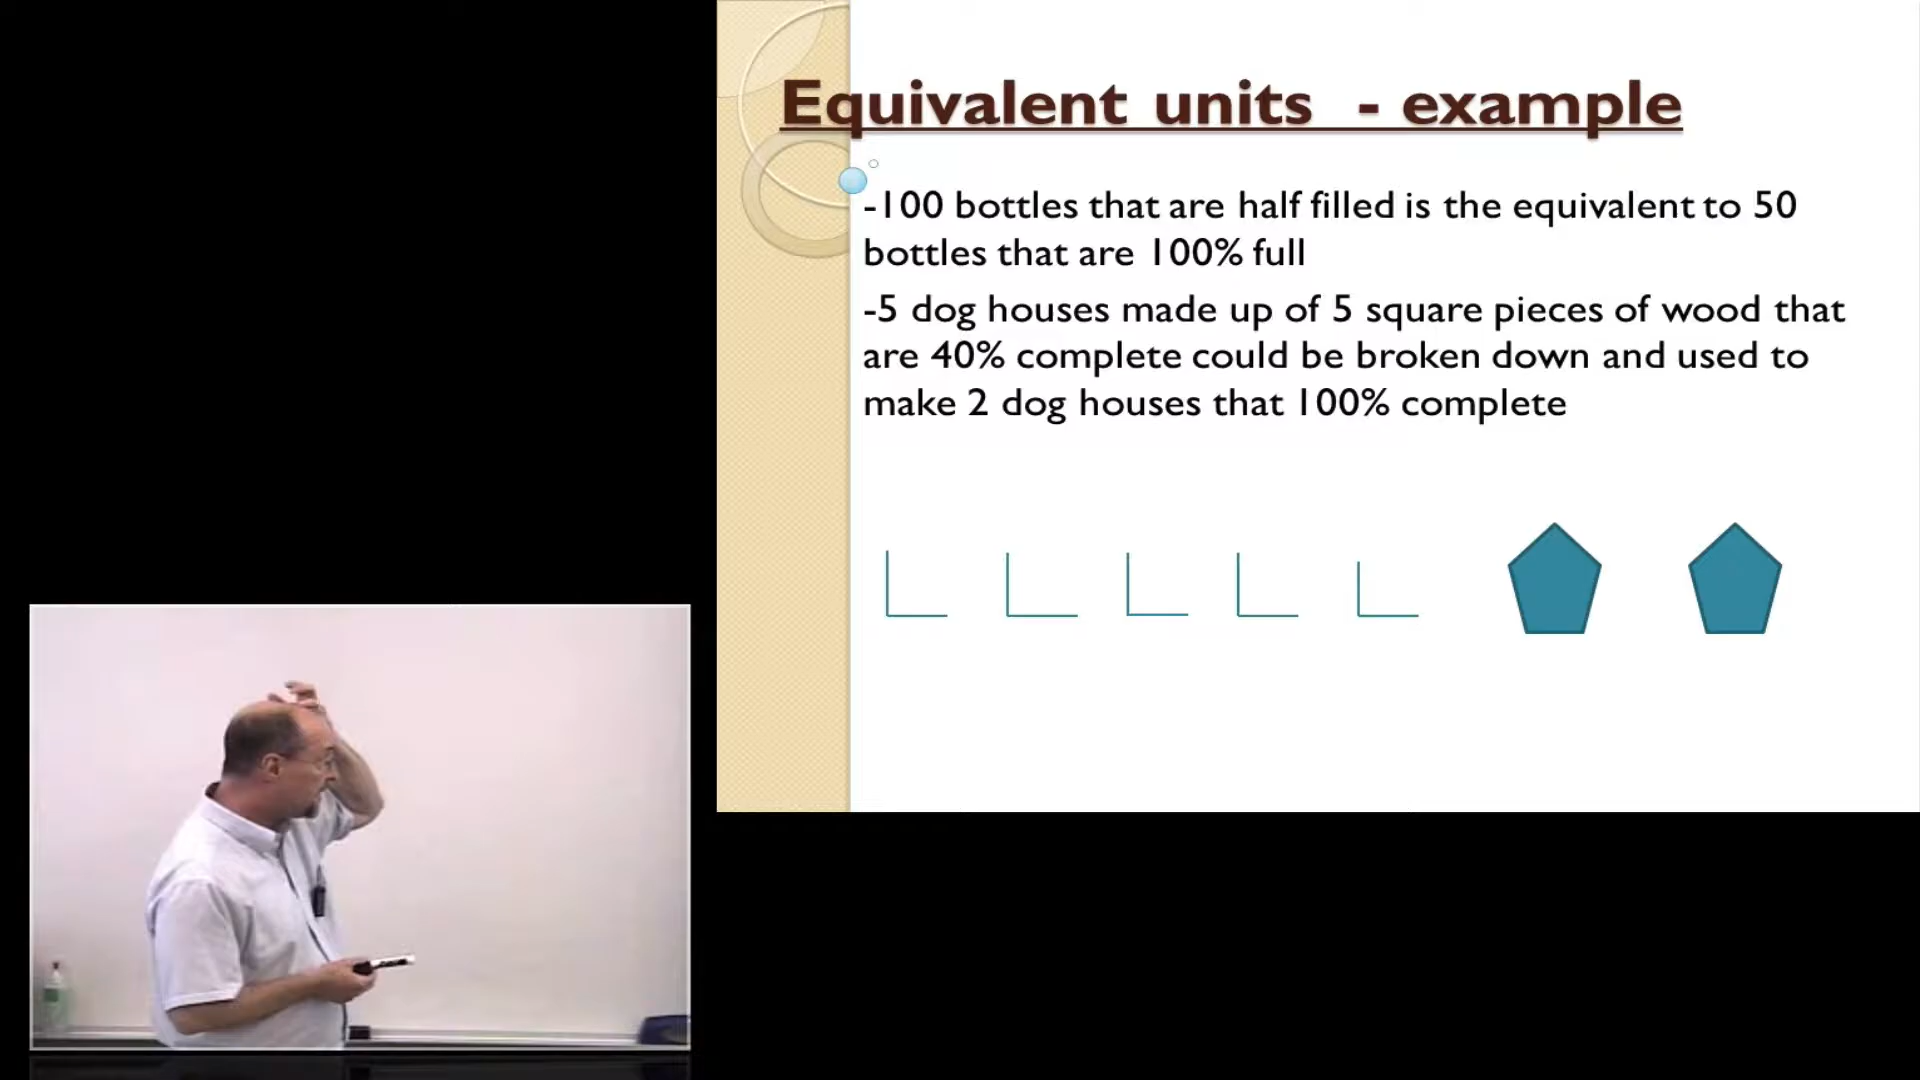 Equivalent units - example
-100 bottles that are half filled is the equivalent to 50
bottles that are 100% full
-5 dog houses made up of 5 square pieces of wood that
are 40% complete could be broken down and used to
make 2 dog houses that 100% complete